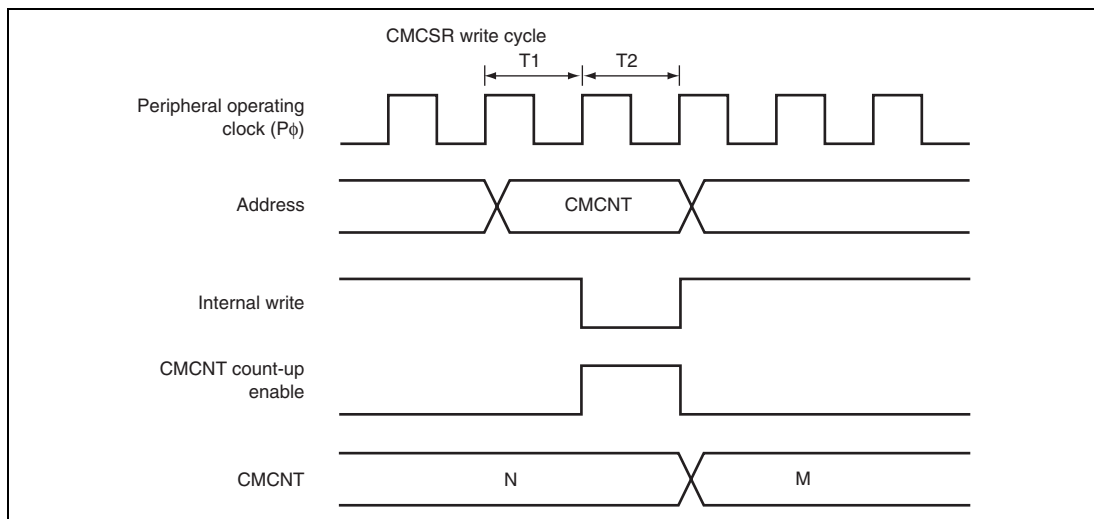 CMCSR write cycle
T1 T2
Peripheral operating
clock (Pϕ)
Address CMCNT
Internal write
CMCNT count-up
enable
CMCNT N M